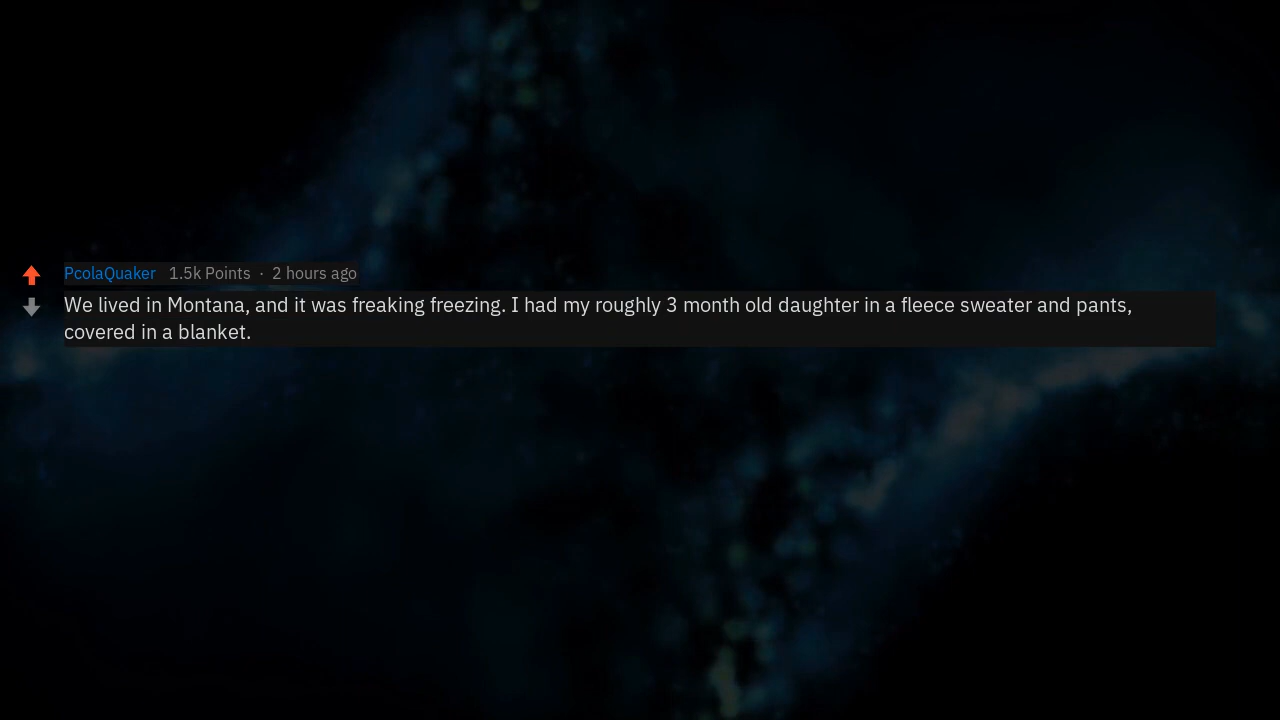 PcolaQuaker 1.5k Points · 2 hours ago
We lived in Montana, and it was freaking freezing. I had my roughly 3 month old daughter in a fleece sweater and pants,
covered in a blanket.